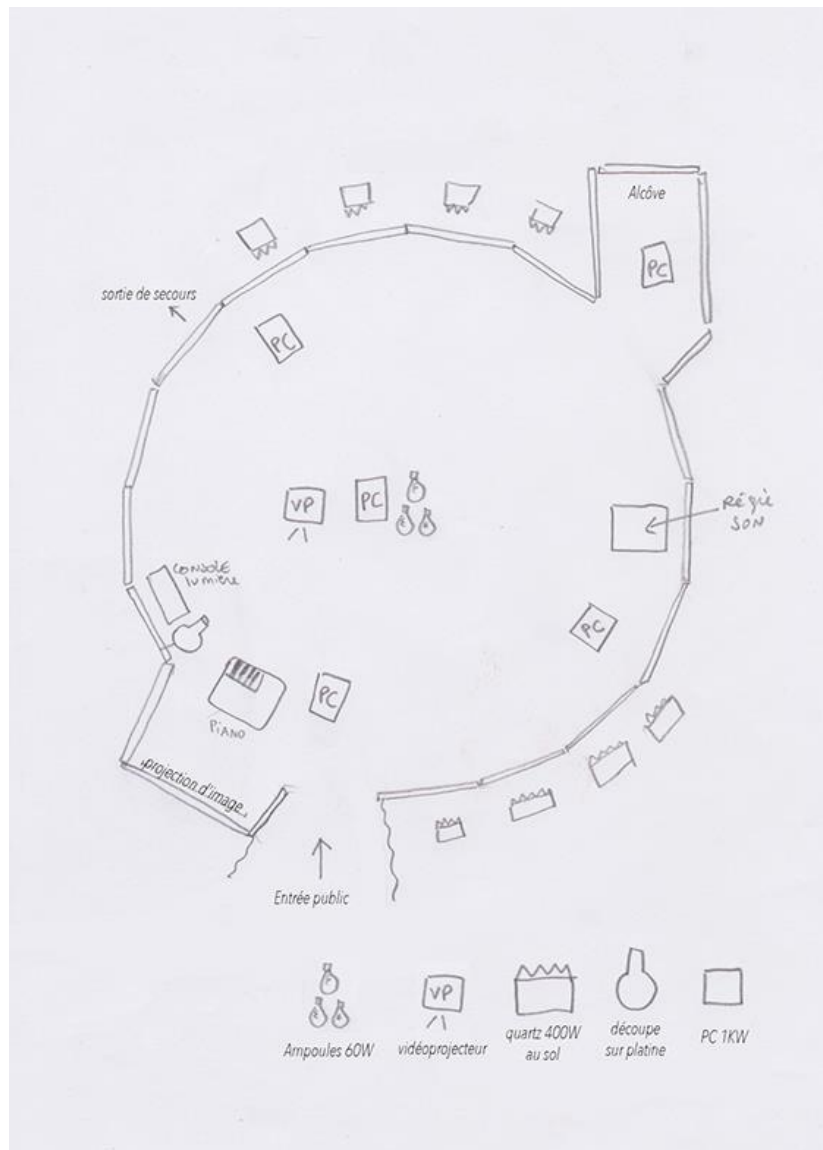 Alcôve
PC
sortie de secours
PC
VP
PC
RÉGIE
SON
CONSOLE
lumière
PC
PC
PIANO
projection d'image
Entrée public
VP
Ampoules 60W
vidéoprojecteur
quartz 400W
au sol
découpe
sur platine
PC 1KW